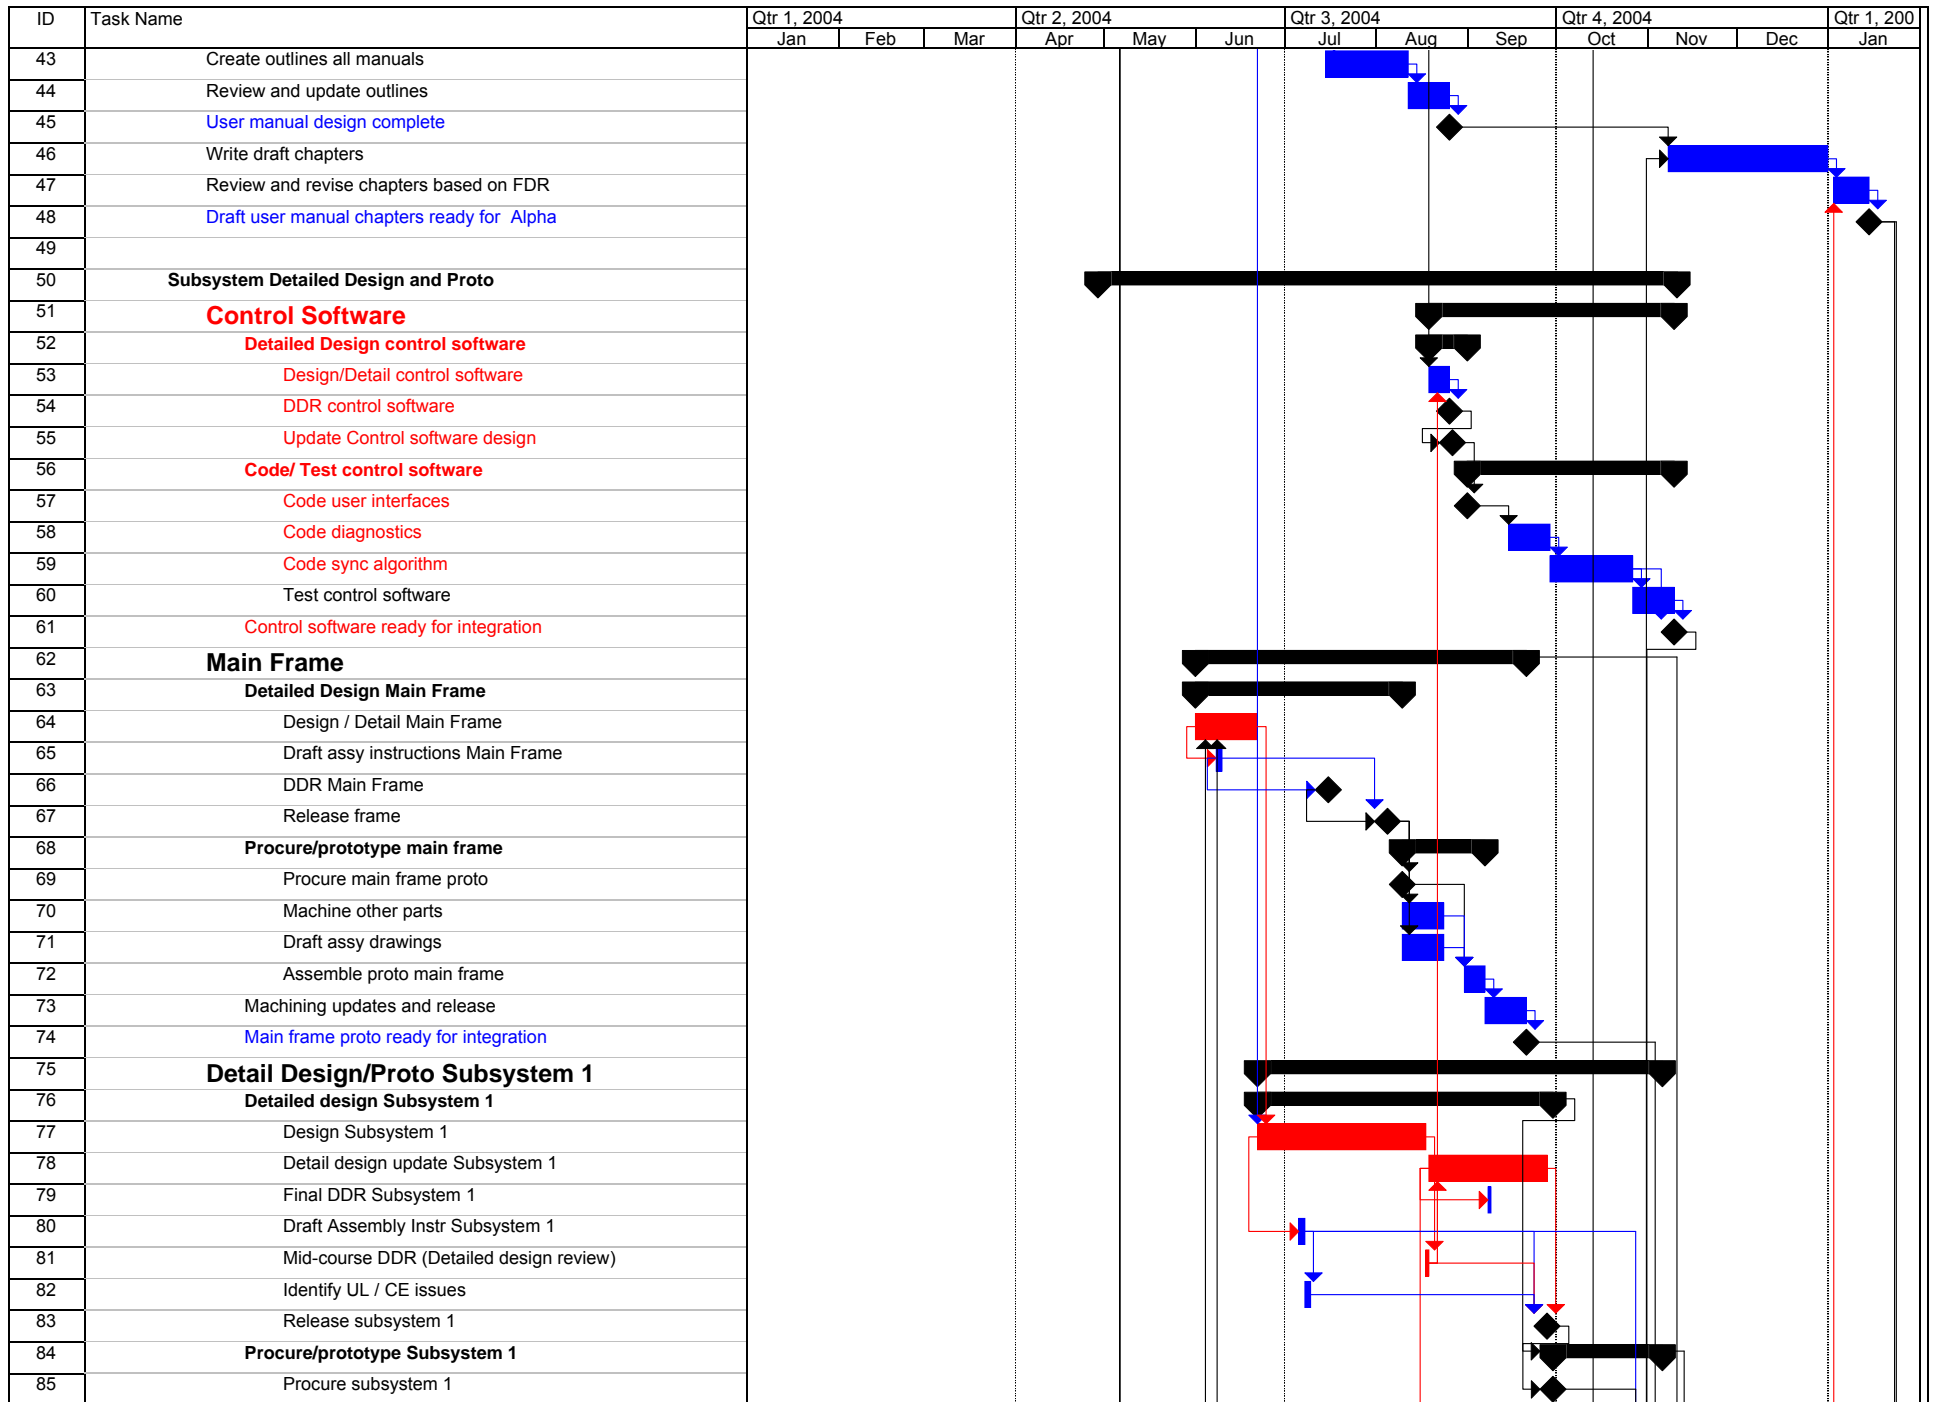 ID Task Name Qtr 1, 2004 Qtr 2, 2004 Qtr 3, 2004 Qtr 4, 2004 Qtr 1, 200
Jan Feb Mar Apr May Jun Jul Aug Sep Oct Nov Dec Jan
43 Create outlines all manuals
44 Review and update outlines
45 User manual design complete
46 Write draft chapters
47 Review and revise chapters based on FDR
48 Draft user manual chapters ready for Alpha
49
50 Subsystem Detailed Design and Proto
51 Control Software
52 Detailed Design control software
53 Design/Detail control software
54 DDR control software
55 Update Control software design
56 Code/ Test control software
57 Code user interfaces
58 Code diagnostics
59 Code sync algorithm
60 Test control software
61 Control software ready for integration
62 Main Frame
63 Detailed Design Main Frame
64 Design / Detail Main Frame
65 Draft assy instructions Main Frame
66 DDR Main Frame
67 Release frame
68 Procure/prototype main frame
69 Procure main frame proto
70 Machine other parts
71 Draft assy drawings
72 Assemble proto main frame
73 Machining updates and release
74 Main frame proto ready for integration
75 Detail Design/Proto Subsystem 1
76 Detailed design Subsystem 1
77 Design Subsystem 1
78 Detail design update Subsystem 1
79 Final DDR Subsystem 1
80 Draft Assembly Instr Subsystem 1
81 Mid-course DDR (Detailed design review)
82 Identify UL / CE issues
83 Release subsystem 1
84 Procure/prototype Subsystem 1
85 Procure subsystem 1